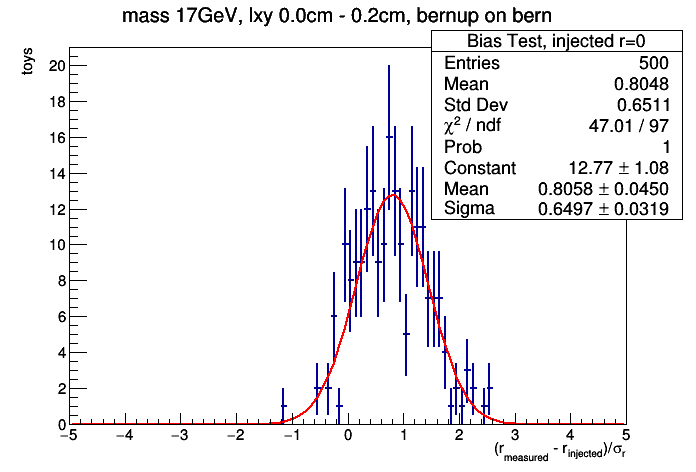 mass 17GeV, lxy 0.0cm - 0.2cm, bernup on bern
Bias Test, injected r=0
Entries 500
Mean 0.8048
Std Dev 0.6511
χ² / ndf 47.01 / 97
Prob 1
Constant 12.77 ± 1.08
Mean 0.8058 ± 0.0450
Sigma 0.6497 ± 0.0319
toys
20
18
16
14
12
10
8
6
4
2
0
−5 −4 −3 −2 −1 0 1 2 3 4 5
(r_measured - r_injected)/σ_r